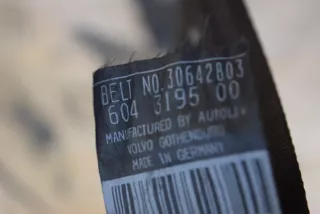 BELT NO.30642803
604 3195 00
MANUFACTURED BY AUTOLIV
VOLVO GOTHENBURG
MADE IN GERMANY